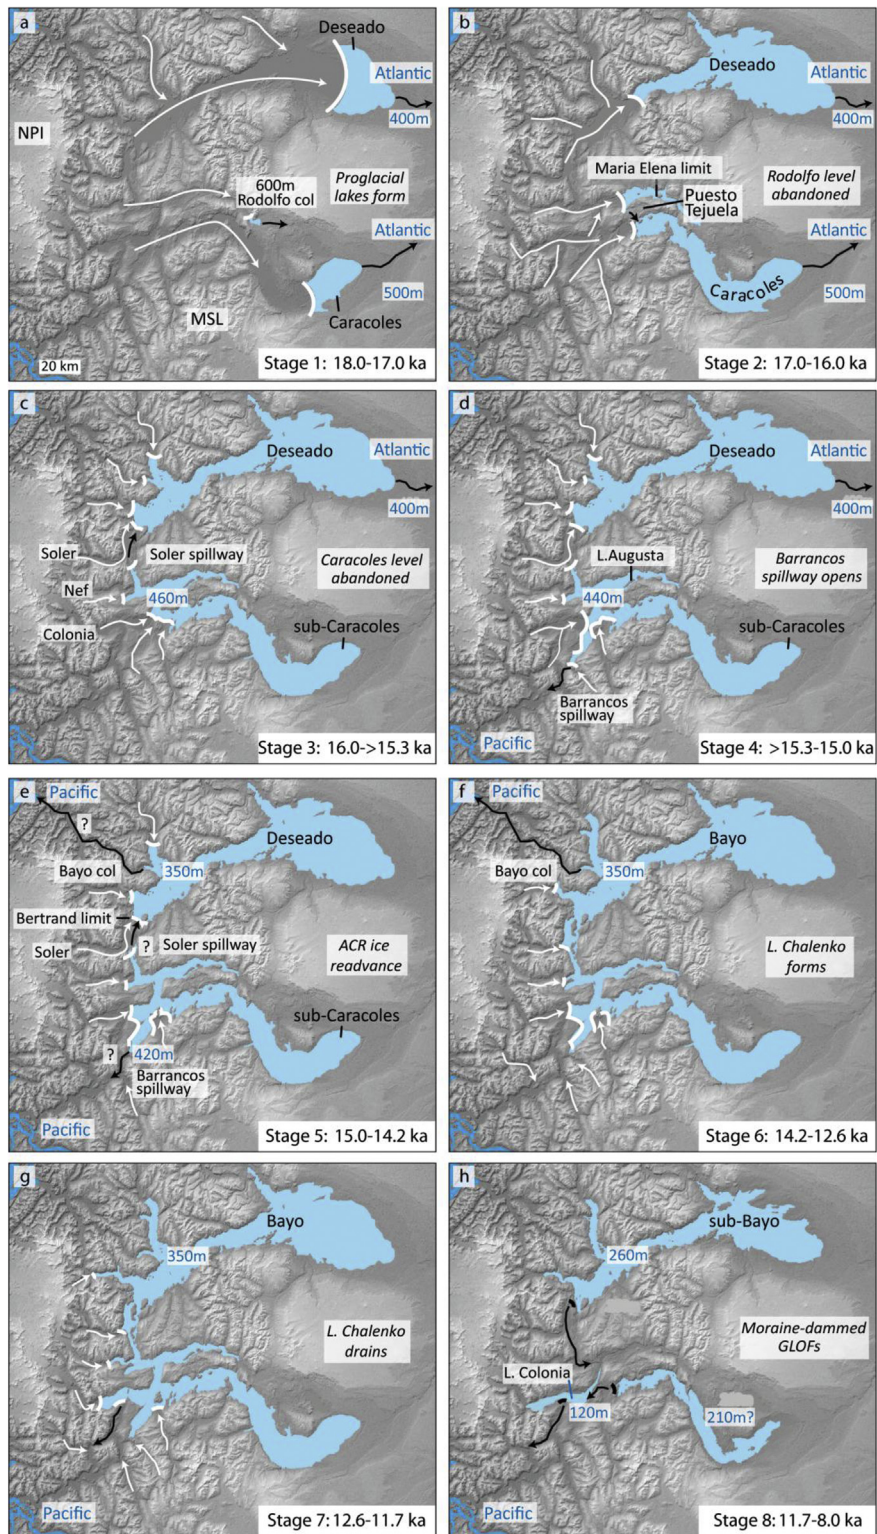 a
Deseado
Atlantic
400m
NPI
600m
Rodolfo col
Proglacial
lakes form
Atlantic
500m
MSL
Caracoles
20 km
Stage 1: 18.0-17.0 ka
b
Deseado
Atlantic
400m
Maria Elena limit
Rodolfo level
abandoned
Puesto
Tejuela
Atlantic
Caracoles
500m
Stage 2: 17.0-16.0 ka
c
Deseado
Atlantic
400m
Soler
Soler spillway
Caracoles level
abandoned
Nef
460m
Colonia
sub-Caracoles
Stage 3: 16.0->15.3 ka
d
Deseado
Atlantic
400m
L.Augusta
Barrancos
spillway opens
440m
sub-Caracoles
Barrancos
spillway
Pacific
Stage 4: >15.3-15.0 ka
e
Pacific
?
Deseado
Bayo col
350m
Bertrand limit
Soler
?
Soler spillway
ACR ice
readvance
sub-Caracoles
?
420m
Barrancos
spillway
Pacific
Stage 5: 15.0-14.2 ka
f
Pacific
Bayo
Bayo col
350m
L. Chalenko
forms
Stage 6: 14.2-12.6 ka
g
Bayo
350m
L. Chalenko
drains
Pacific
Stage 7: 12.6-11.7 ka
h
sub-Bayo
260m
Moraine-dammed
GLOFs
L. Colonia
120m
210m?
Pacific
Stage 8: 11.7-8.0 ka